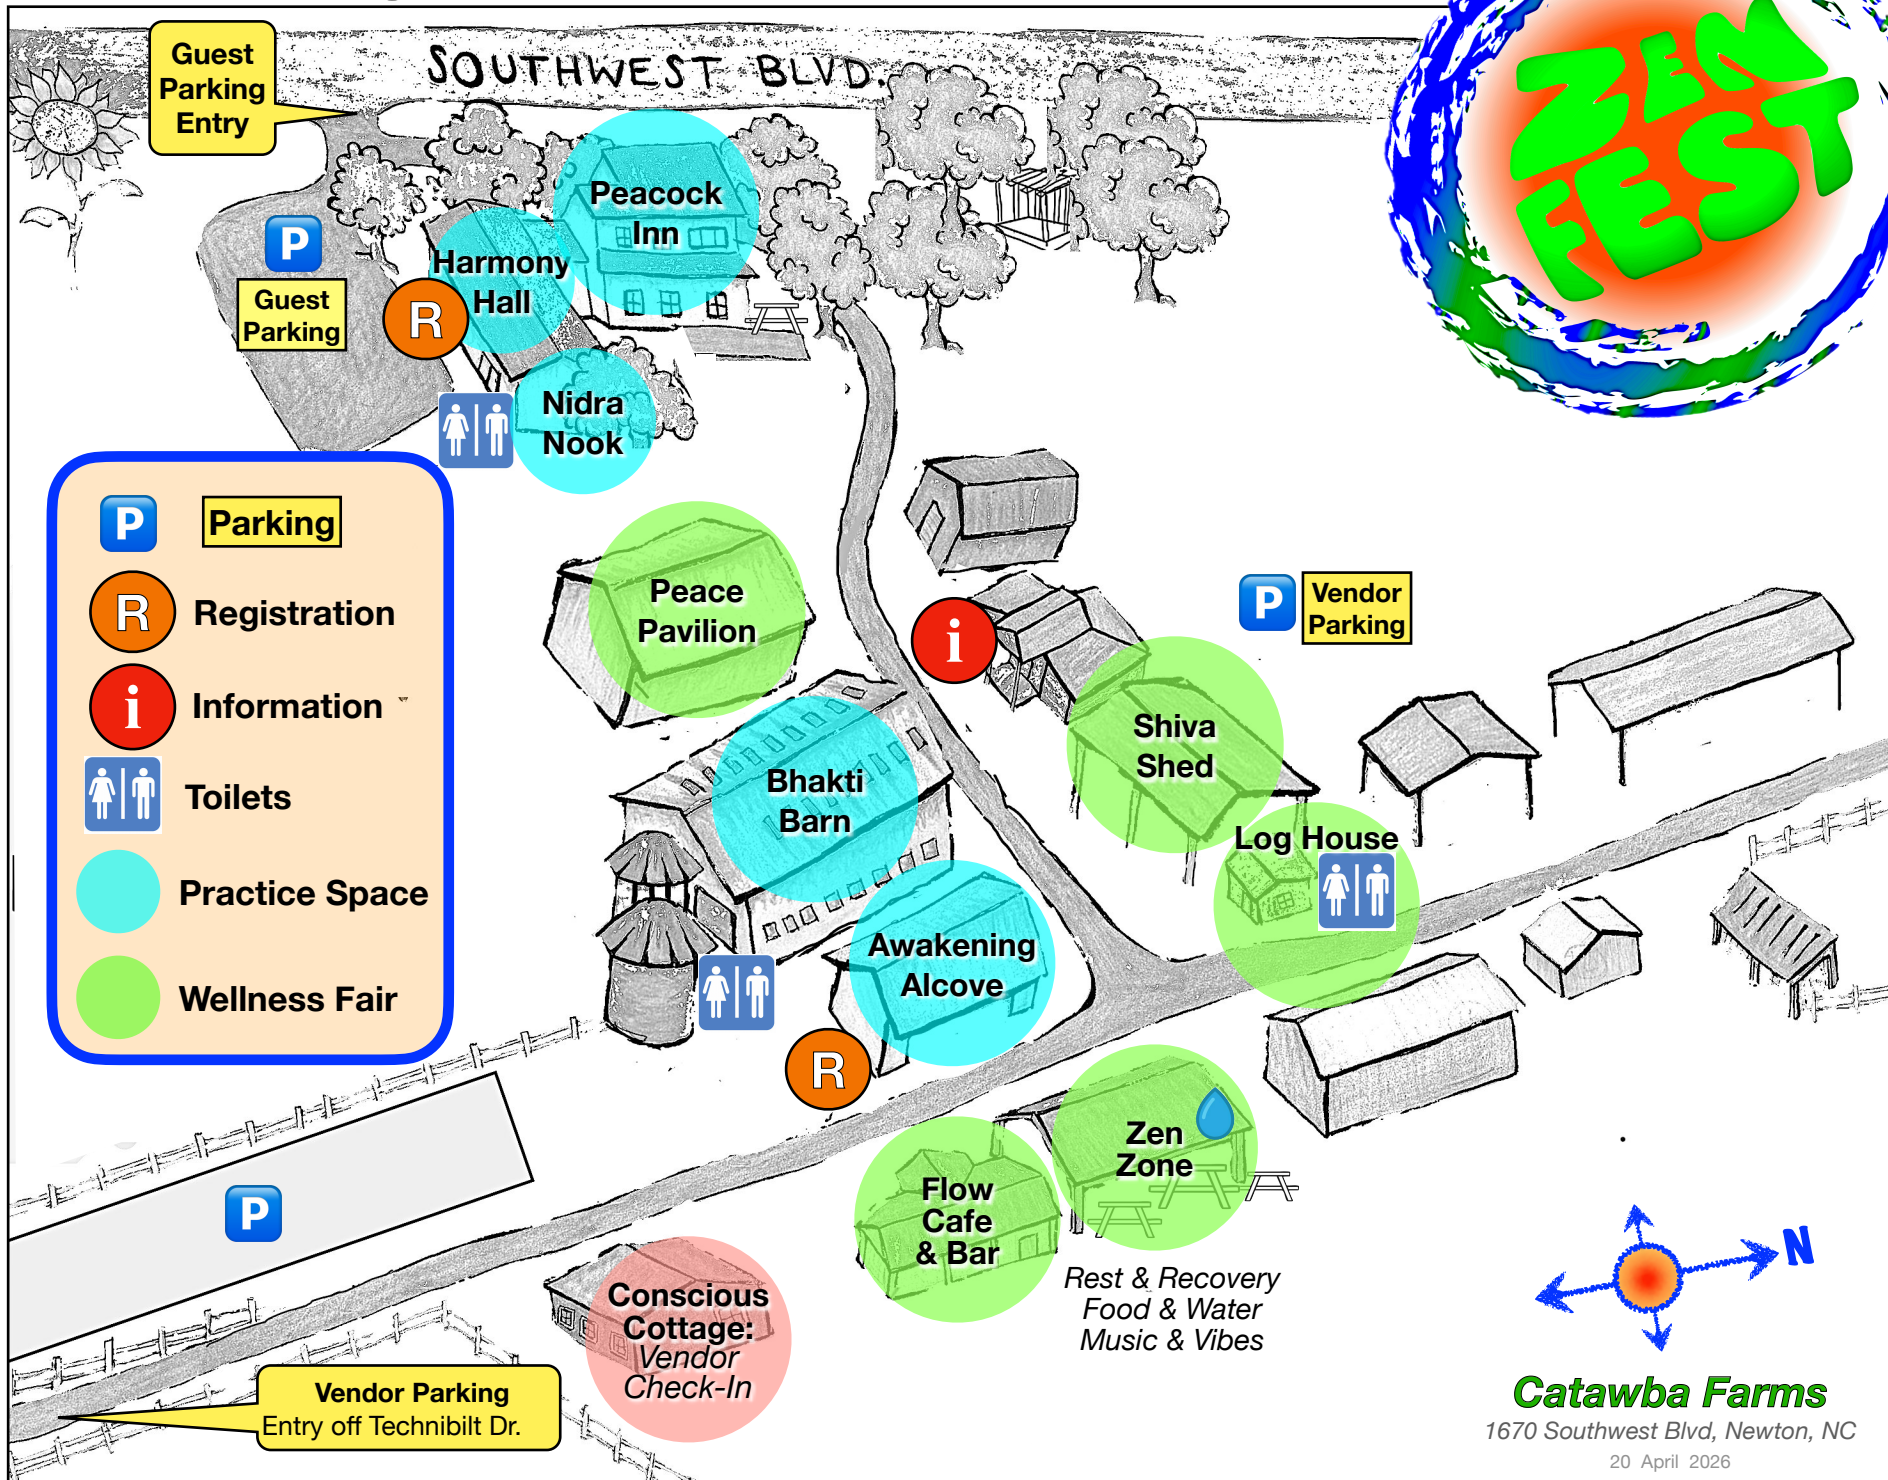 SOUTHWEST BLVD.
Guest
Parking
Entry
ZEN
FEST
Peacock
Inn
Harmony
Hall
P
Guest
Parking
R
Nidra
Nook
P
Parking
R
Registration
i
Information
Toilets
Practice Space
Wellness Fair
Peace
Pavilion
i
P
Vendor
Parking
Shiva
Shed
Bhakti
Barn
Log House
Awakening
Alcove
R
Zen
Zone
Flow
Cafe
& Bar
P
Rest & Recovery
Food & Water
Music & Vibes
Conscious
Cottage:
Vendor
Check-In
Vendor Parking
Entry off Technibilt Dr.
N
Catawba Farms
1670 Southwest Blvd, Newton, NC
20 April 2026